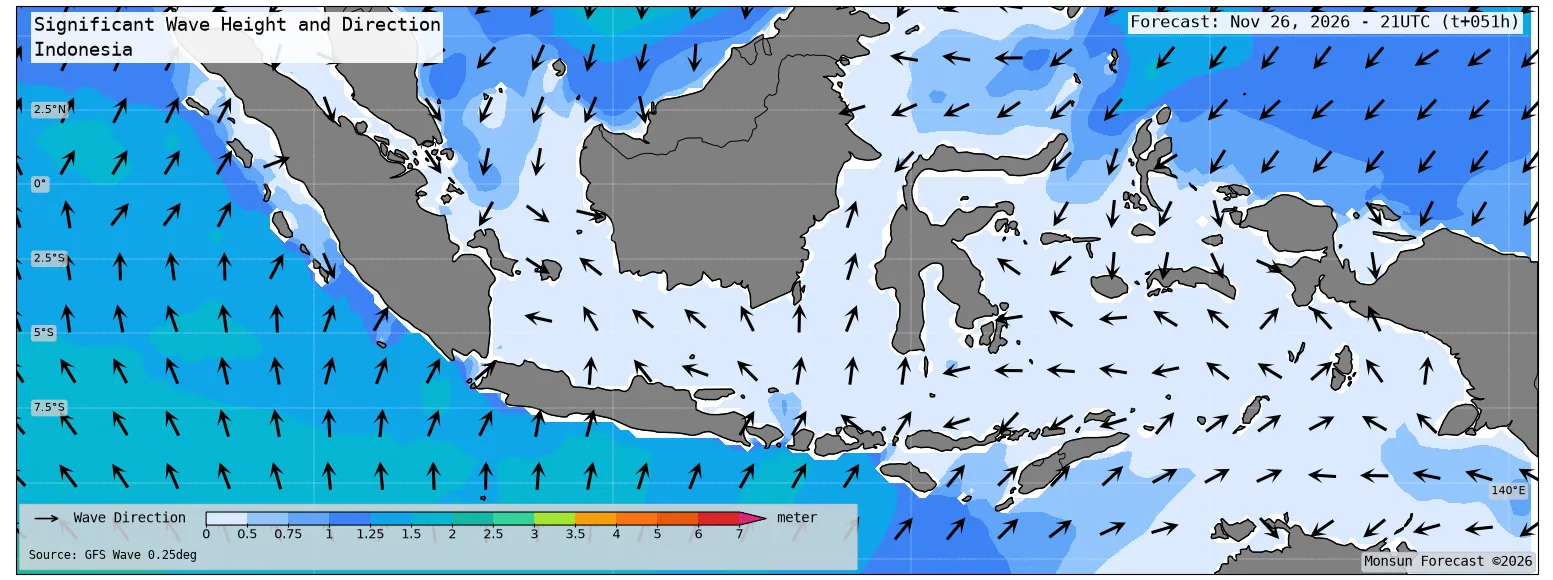 Significant Wave Height and Direction
Indonesia
Forecast: Nov 26, 2026 - 21UTC (t+051h)
2.5°N
0°
2.5°S
5°S
7.5°S
140°E
Wave Direction
meter
0 0.5 0.75 1 1.25 1.5 2 2.5 3 3.5 4 5 6 7
Source: GFS Wave 0.25deg
Monsun Forecast ©2026